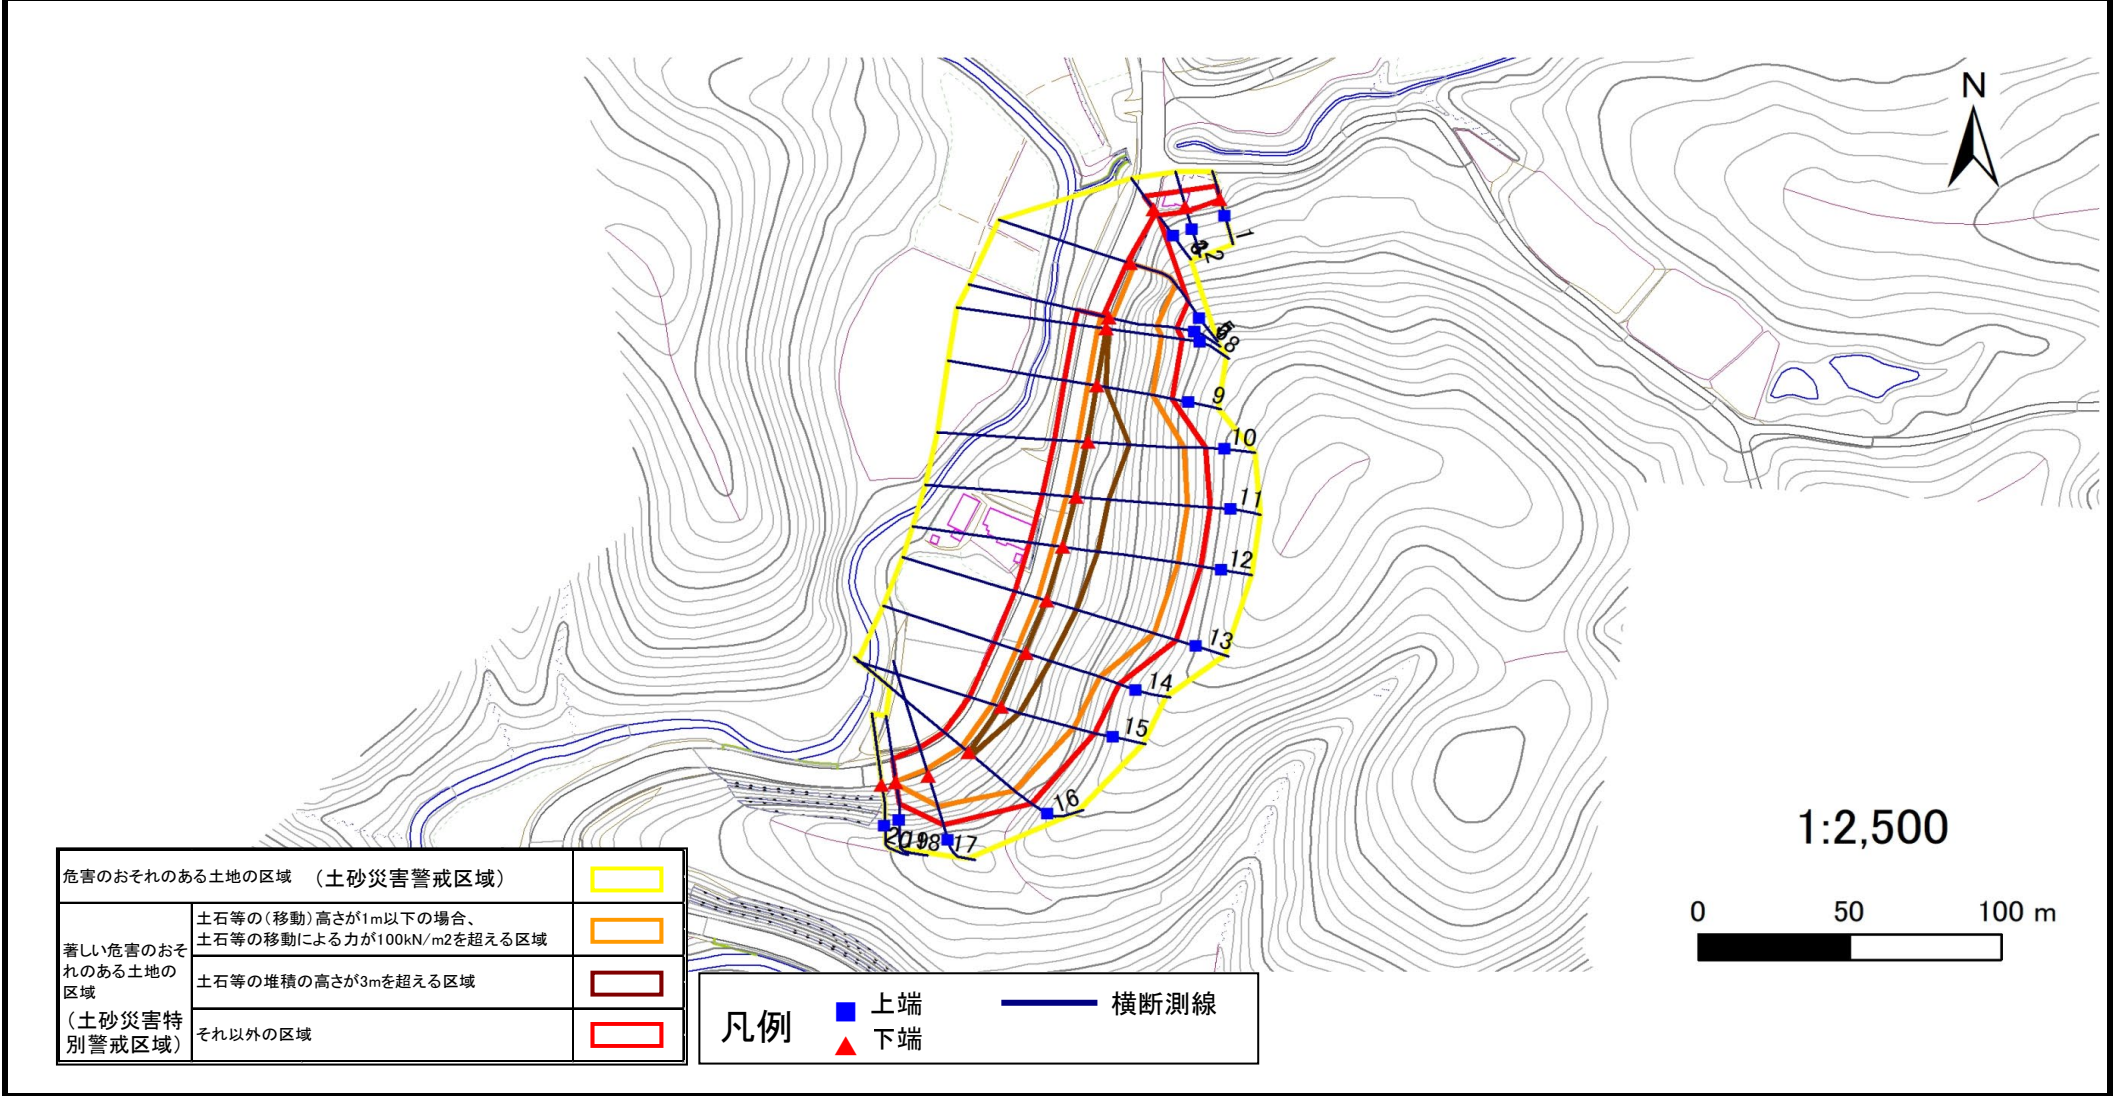 N
1
2
8
9
10
11
12
13
14
15
16
17
18
20
1:2,500
0 50 100 m
危害のおそれのある土地の区域 （土砂災害警戒区域）
著しい危害のおそ
れのある土地の
区域
（土砂災害特
別警戒区域）
土石等の（移動）高さが1m以下の場合、
土石等の移動による力が100kN/m2を超える区域
土石等の堆積の高さが3mを超える区域
それ以外の区域
凡例
上端
下端
横断測線